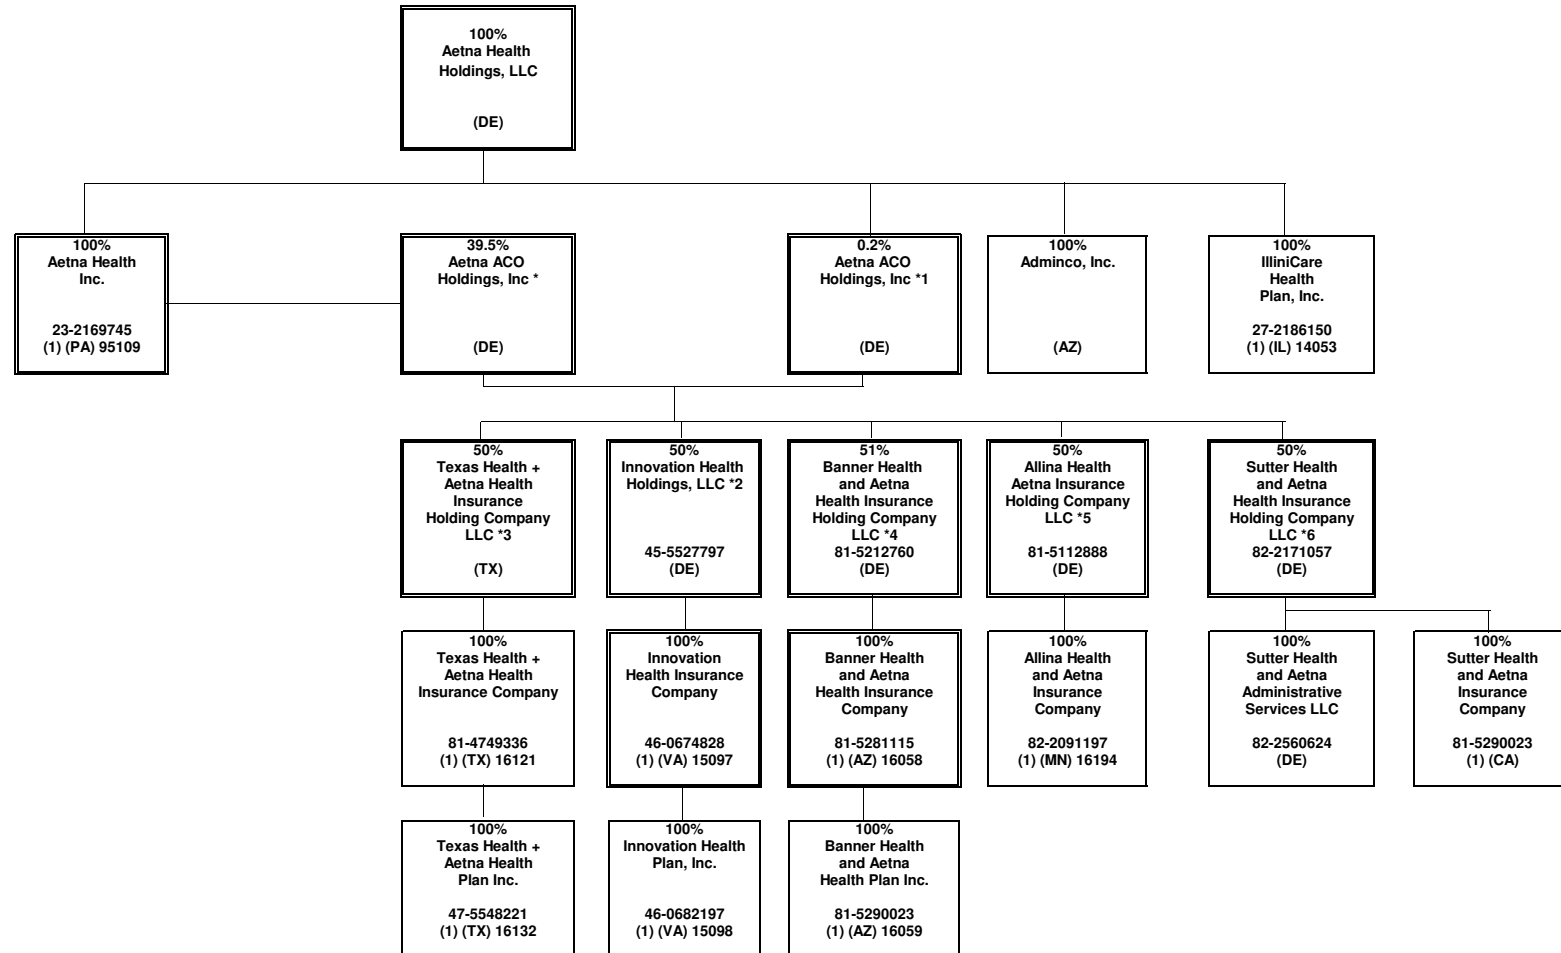 100%
Aetna Health
Holdings, LLC
(DE)
100%
Aetna Health
Inc.
23-2169745
(1) (PA) 95109
39.5%
Aetna ACO
Holdings, Inc *
(DE)
0.2%
Aetna ACO
Holdings, Inc *1
(DE)
100%
Adminco, Inc.
(AZ)
100%
IlliniCare
Health
Plan, Inc.
27-2186150
(1) (IL) 14053
50%
Texas Health +
Aetna Health
Insurance
Holding Company
LLC *3
(TX)
50%
Innovation Health
Holdings, LLC *2
45-5527797
(DE)
51%
Banner Health
and Aetna
Health Insurance
Holding Company
LLC *4
81-5212760
(DE)
50%
Allina Health
Aetna Insurance
Holding Company
LLC *5
81-5112888
(DE)
50%
Sutter Health
and Aetna
Health Insurance
Holding Company
LLC *6
82-2171057
(DE)
100%
Texas Health +
Aetna Health
Insurance Company
81-4749336
(1) (TX) 16121
100%
Innovation
Health Insurance
Company
46-0674828
(1) (VA) 15097
100%
Banner Health
and Aetna
Health Insurance
Company
81-5281115
(1) (AZ) 16058
100%
Allina Health
and Aetna
Insurance
Company
82-2091197
(1) (MN) 16194
100%
Sutter Health
and Aetna
Administrative
Services LLC
82-2560624
(DE)
100%
Sutter Health
and Aetna
Insurance
Company
81-5290023
(1) (CA)
100%
Texas Health +
Aetna Health
Plan Inc.
47-5548221
(1) (TX) 16132
100%
Innovation Health
Plan, Inc.
46-0682197
(1) (VA) 15098
100%
Banner Health
and Aetna
Health Plan Inc.
81-5290023
(1) (AZ) 16059